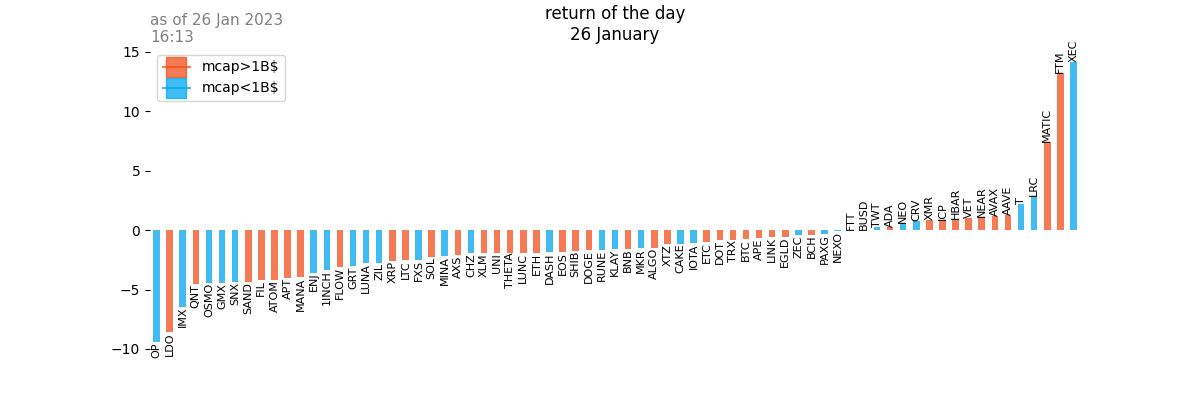 as of 26 Jan 2023
16:13
return of the day
26 January
mcap>1B$
mcap<1B$
15
10
5
0
−5
−10
OP
LDO
IMX
QNT
OSMO
GMX
SNX
SAND
FIL
ATOM
APT
MANA
ENJ
1INCH
FLOW
GRT
LUNA
ZIL
XRP
LTC
FXS
SOL
MINA
AXS
CHZ
XLM
UNI
THETA
LUNC
ETH
DASH
EOS
SHIB
DOGE
RUNE
KLAY
BNB
MKR
ALGO
XTZ
CAKE
IOTA
ETC
DOT
TRX
BTC
APE
LINK
EGLD
ZEC
BCH
PAXG
NEXO
FTT
BUSD
TWT
ADA
NEO
CRV
XMR
ICP
HBAR
VET
NEAR
AVAX
AAVE
T
LRC
MATIC
FTM
XEC